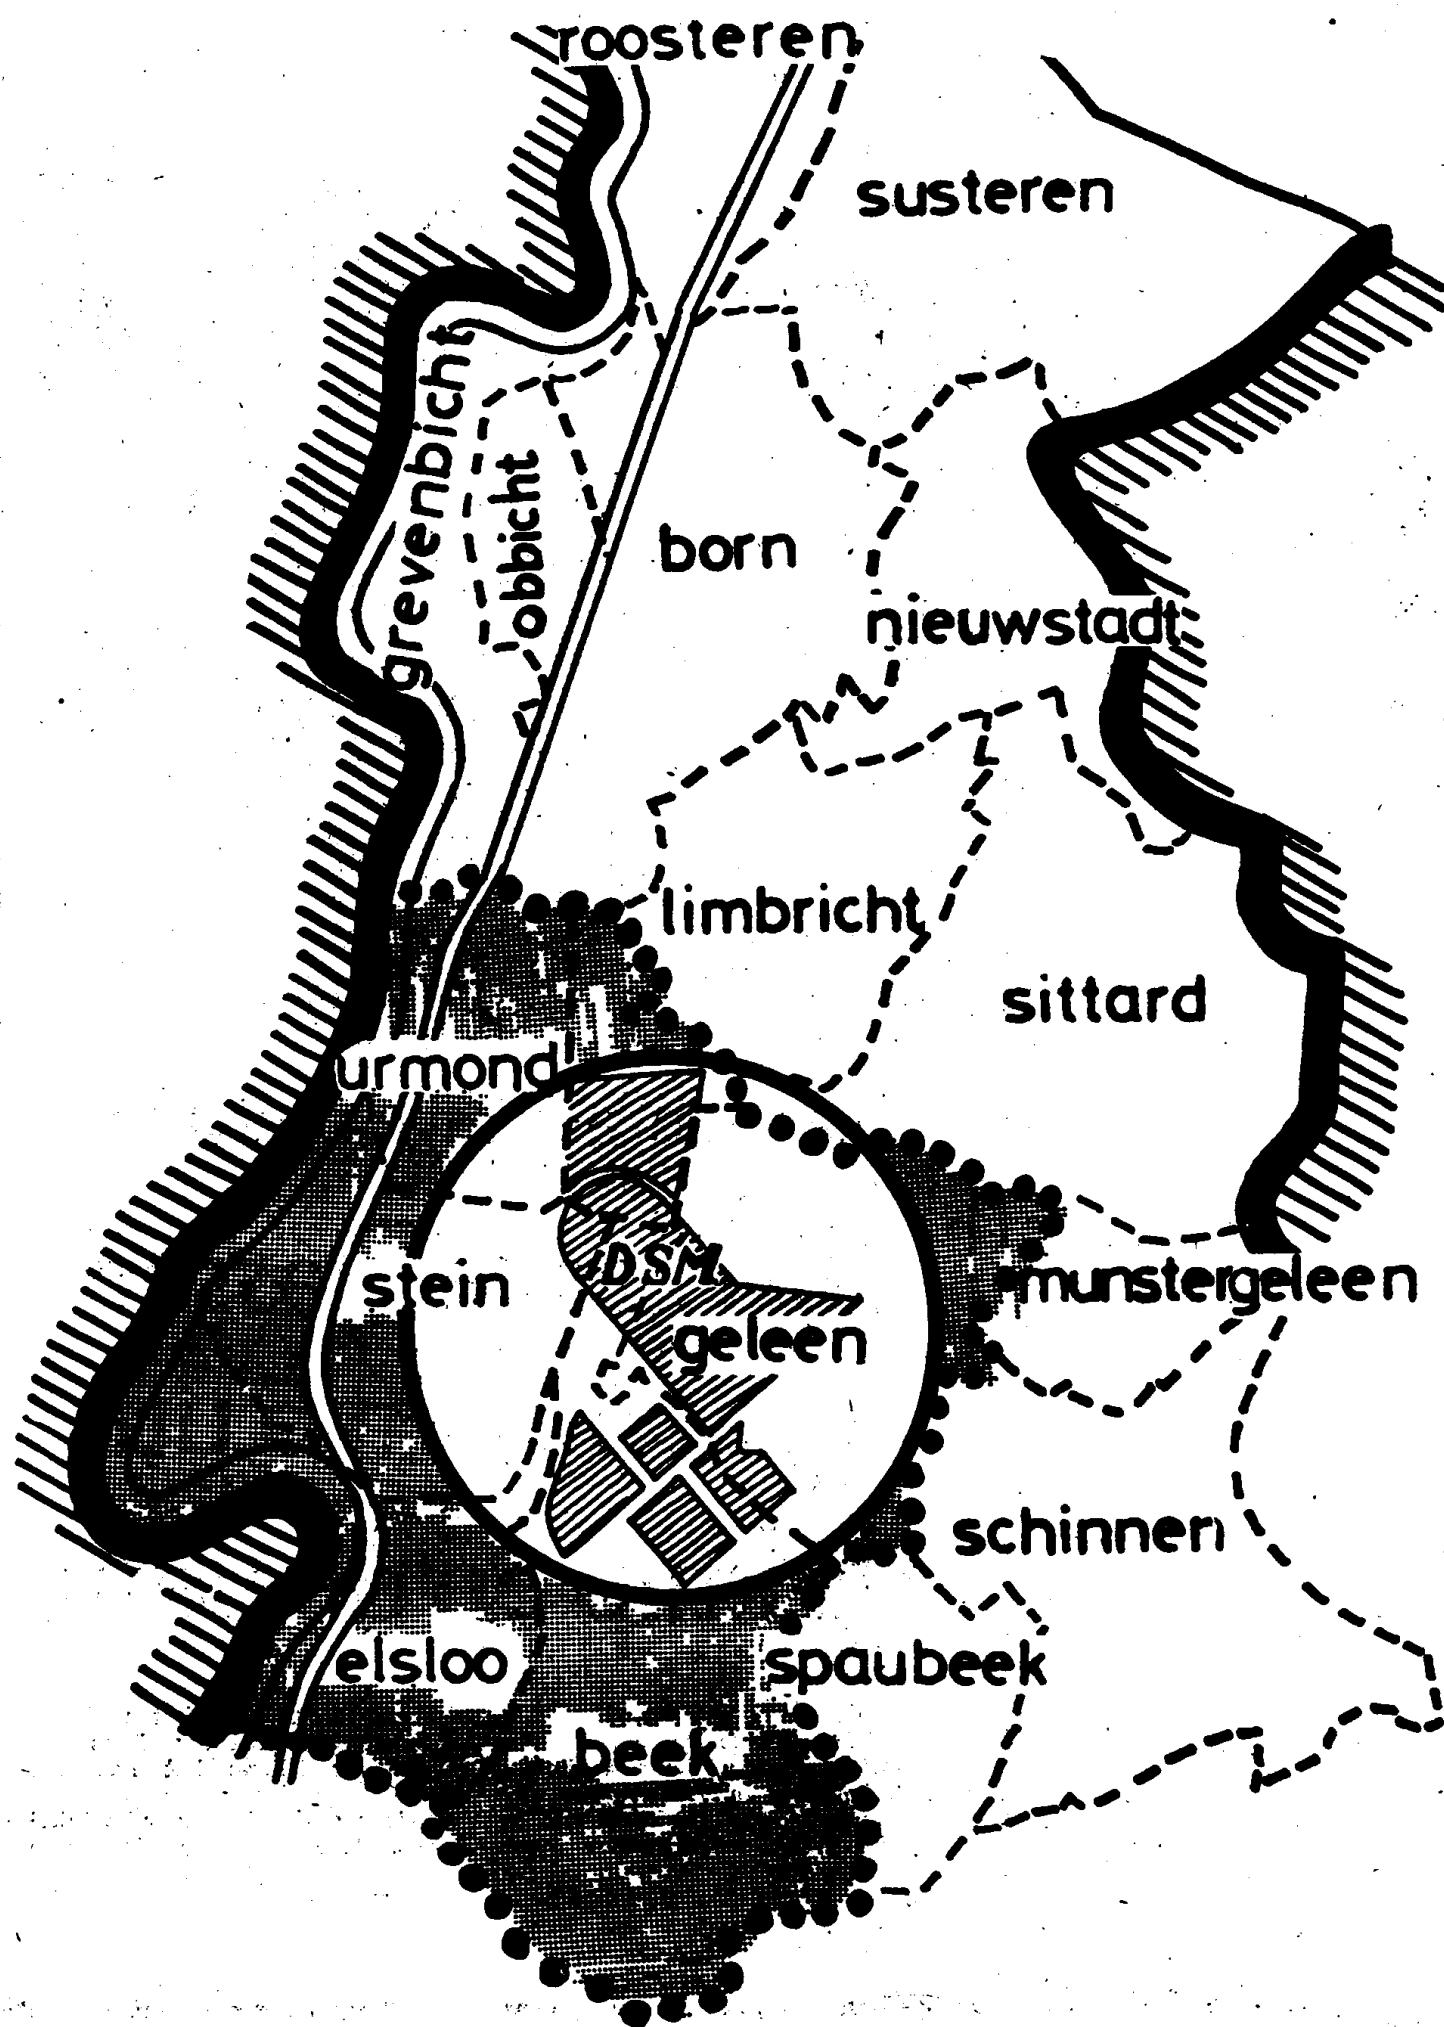 roosteren
susteren
grevenbicht
obbicht
born
nieuwstadt
limbricht
sittard
urmond
DSM
stein
munstergeleen
geleen
schinnen
elsloo
spaubeek
beek